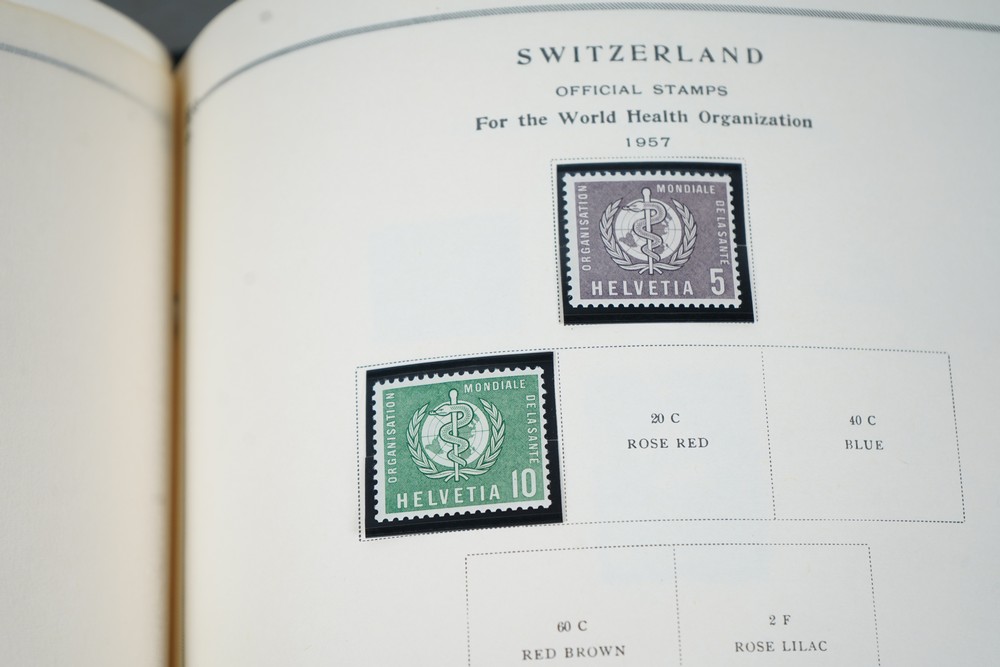 SWITZERLAND
OFFICIAL STAMPS
For the World Health Organization
1957
ORGANISATION MONDIALE DE LA SANTE
HELVETIA 5
ORGANISATION MONDIALE DE LA SANTE
HELVETIA 10
20 C
ROSE RED
40 C
BLUE
60 C
RED BROWN
2 F
ROSE LILAC